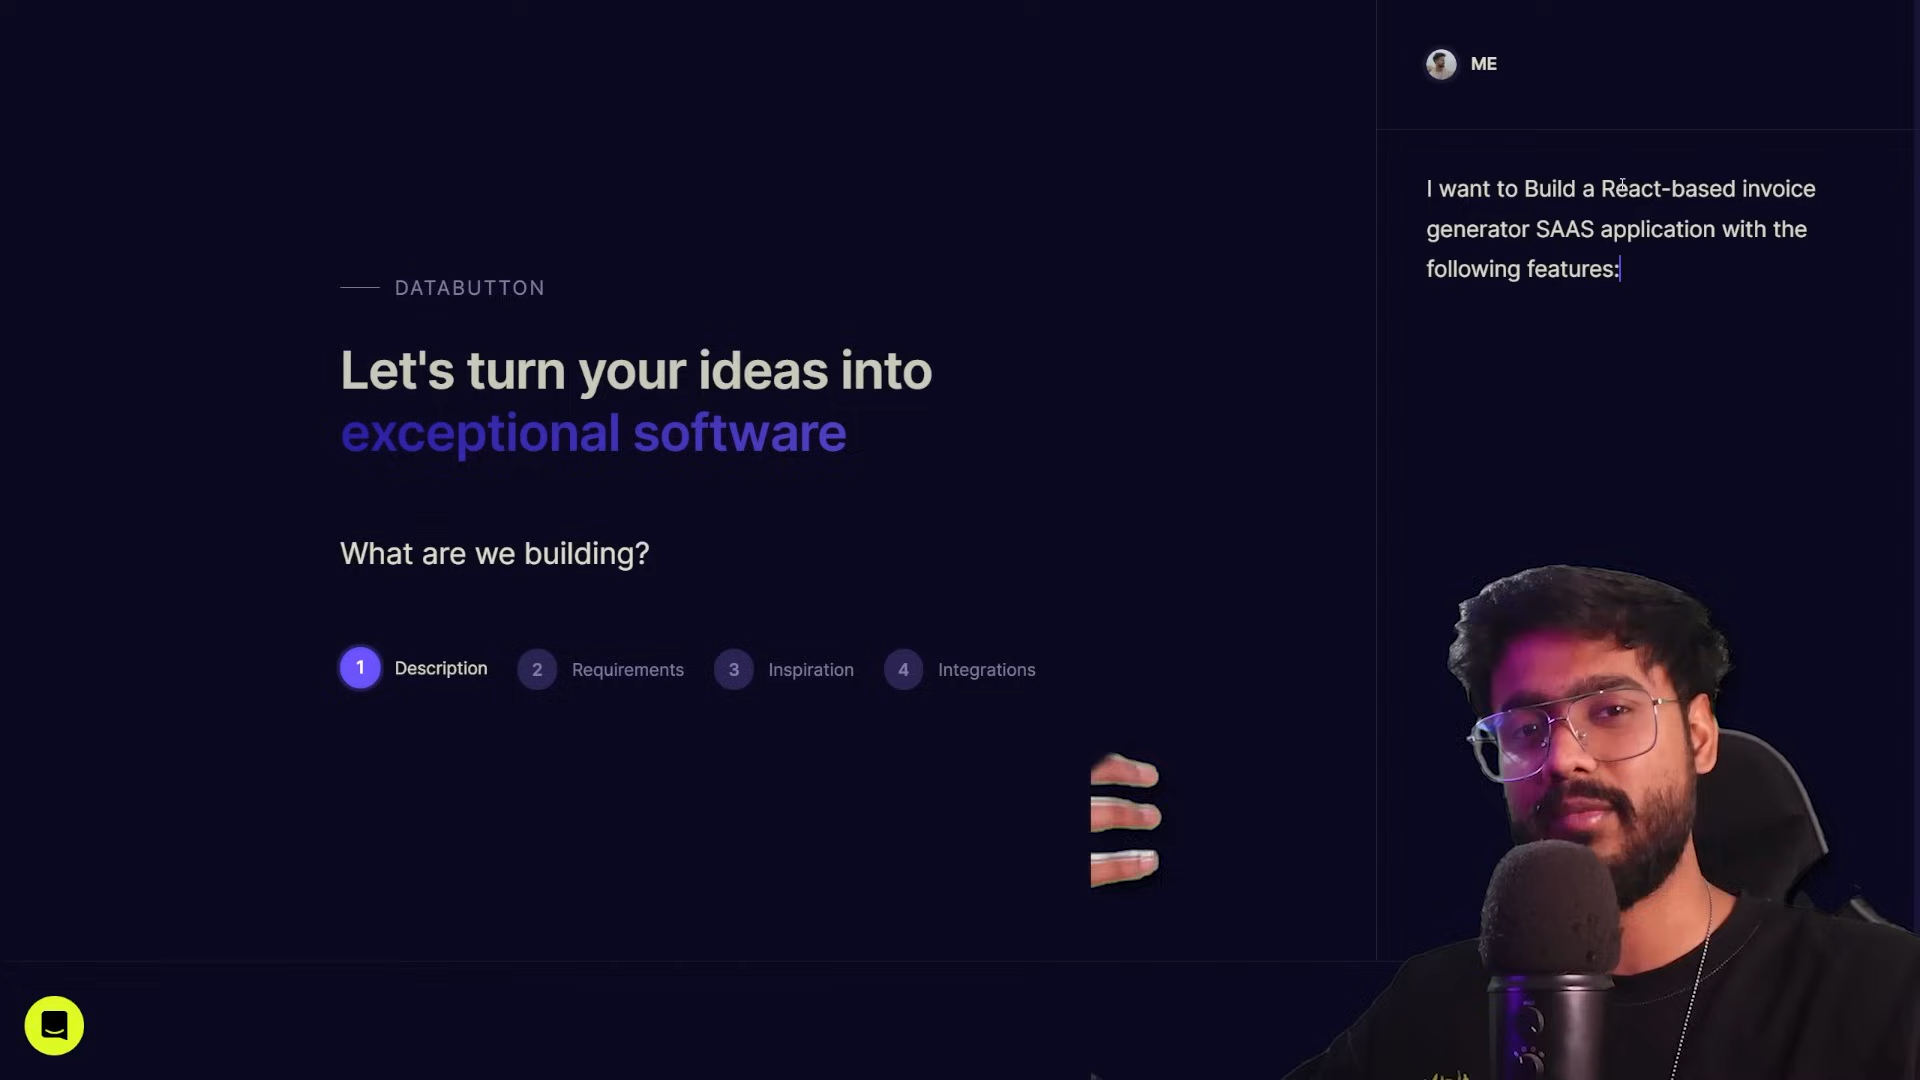 ME
I want to Build a React-based invoice
generator SAAS application with the
following features:
DATABUTTON
Let's turn your ideas into
exceptional software
What are we building?
1 Description 2 Requirements 3 Inspiration 4 Integrations